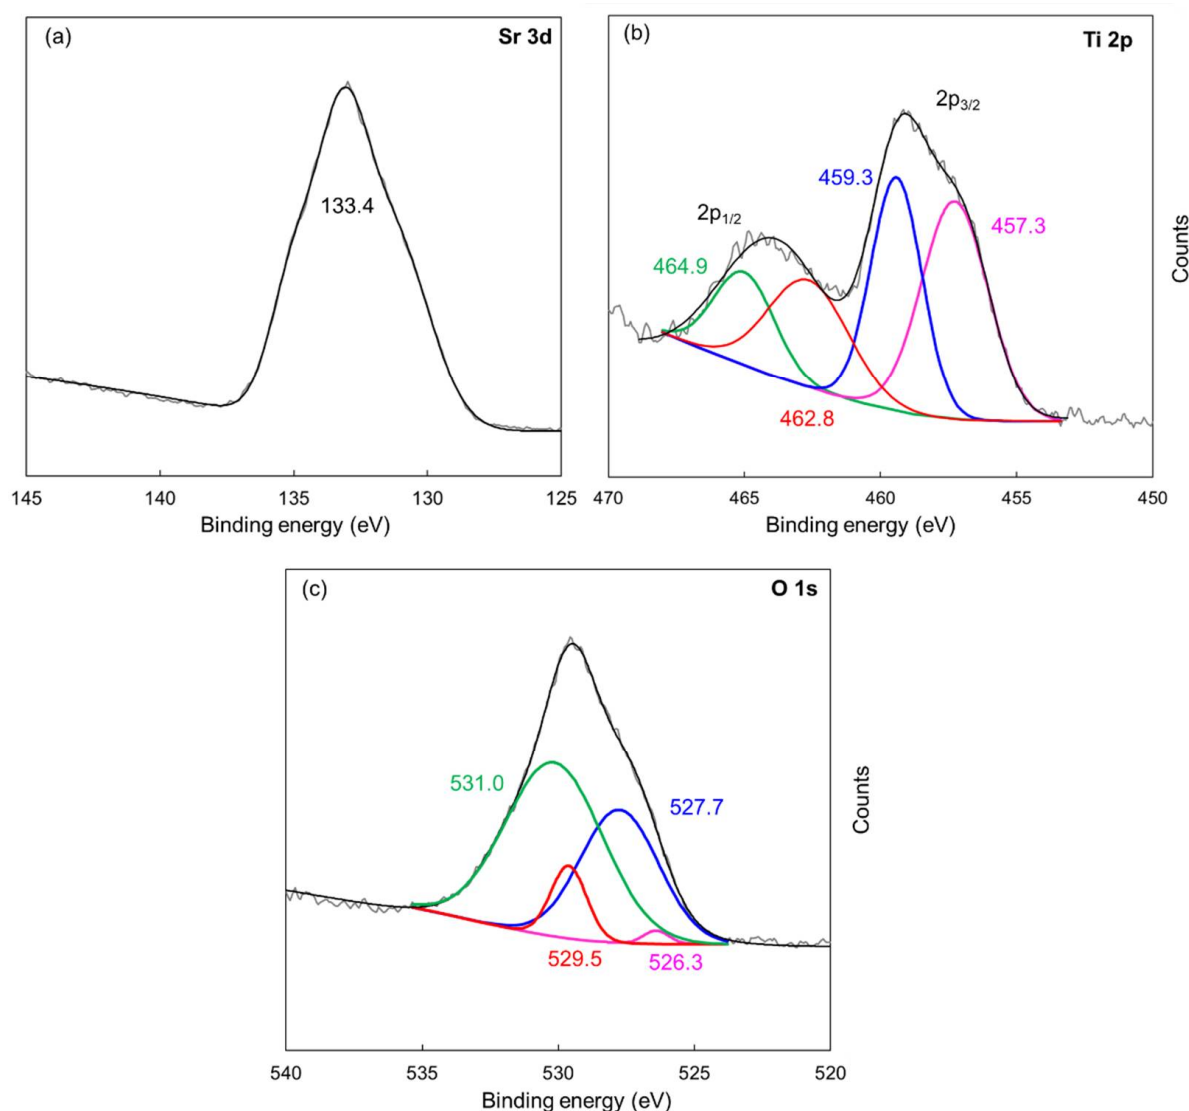 (a)
Sr 3d
133.4
145
140
135
130
125
Binding energy (eV)
(b)
Ti 2p
2p3/2
459.3
457.3
2p1/2
464.9
462.8
Counts
470
465
460
455
450
Binding energy (eV)
(c)
O 1s
531.0
527.7
529.5
526.3
Counts
540
535
530
525
520
Binding energy (eV)